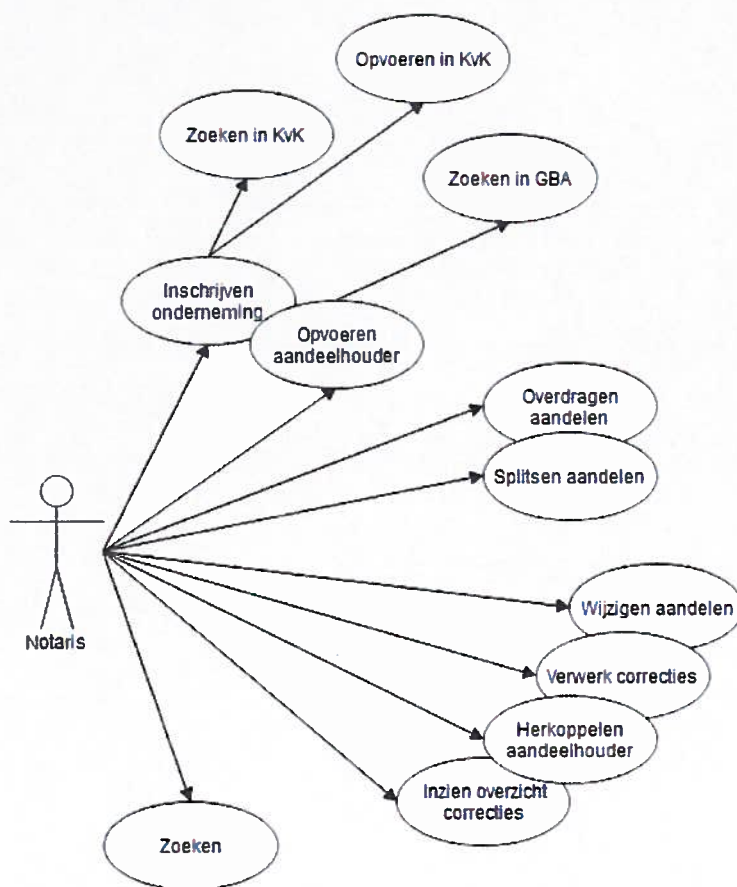 Opvoeren in KvK
Zoeken in KvK
Zoeken in GBA
Inschrijven
onderneming
Opvoeren
aandeelhouder
Overdragen
aandelen
Splitsen aandelen
Notaris
Wijzigen aandelen
Verwerk correcties
Herkoppelen
aandeelhouder
Inzien overzicht
correcties
Zoeken